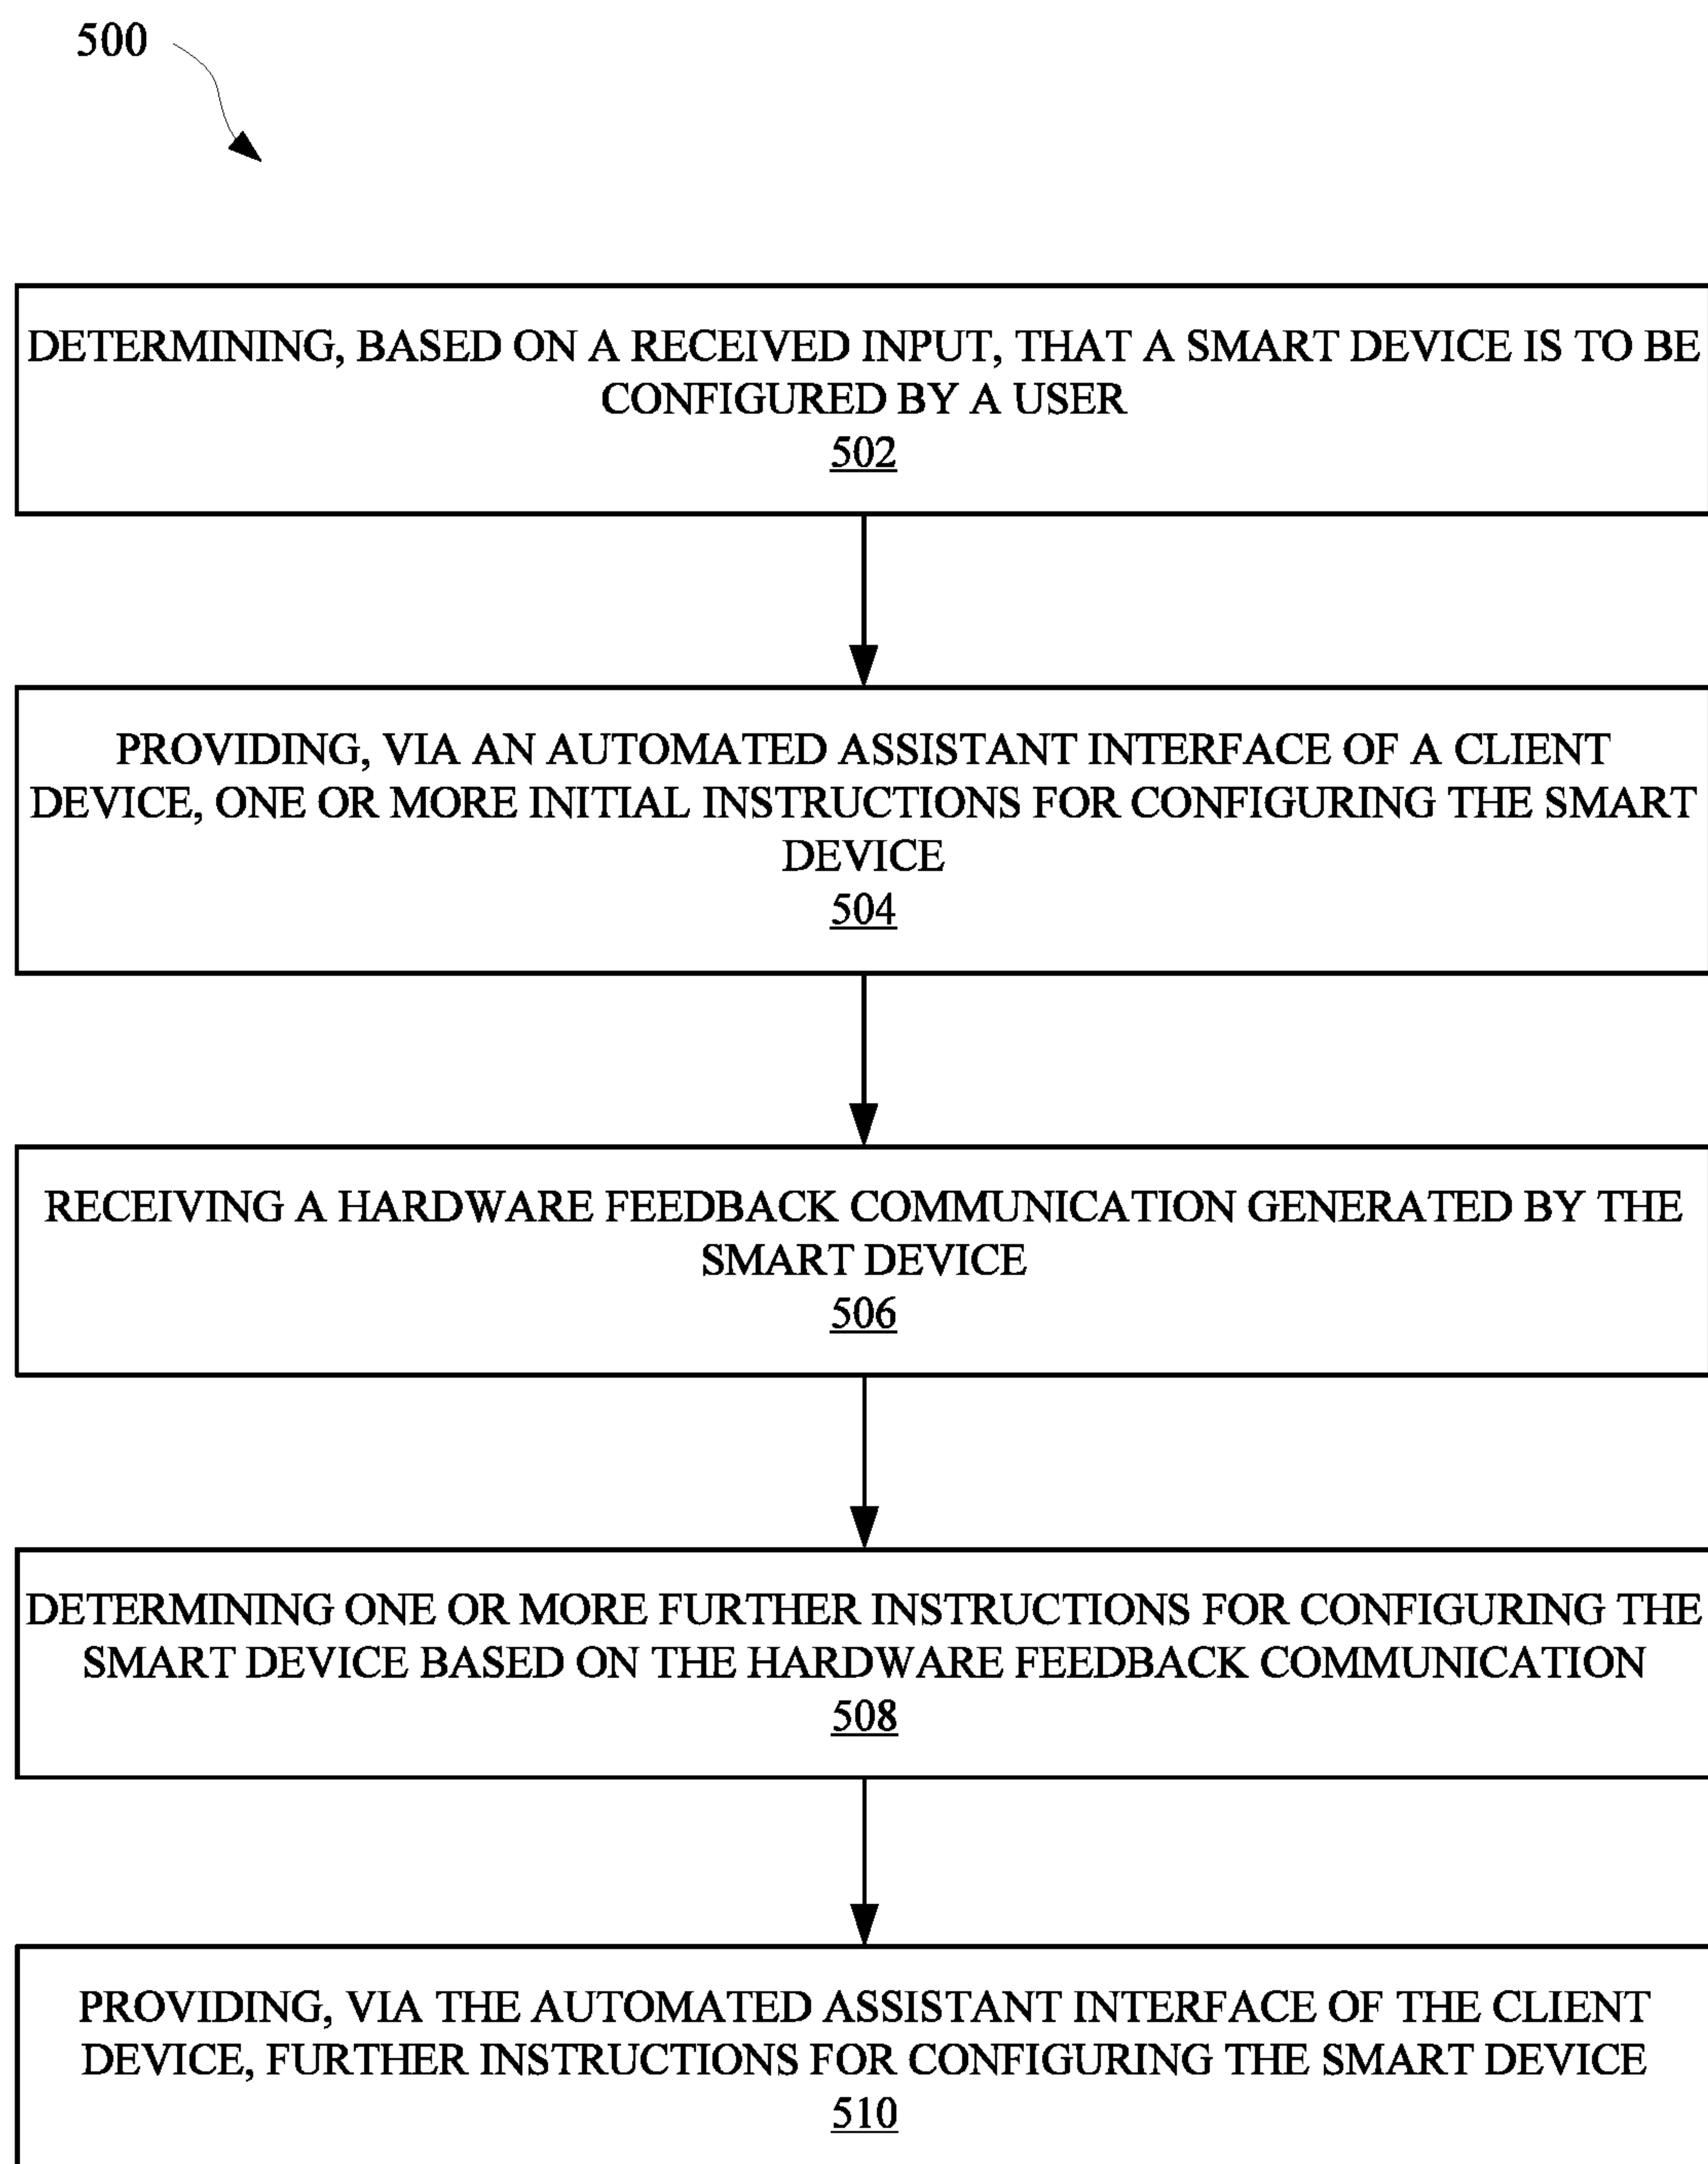 500
DETERMINING, BASED ON A RECEIVED INPUT, THAT A SMART DEVICE IS TO BE
CONFIGURED BY A USER
502
PROVIDING, VIA AN AUTOMATED ASSISTANT INTERFACE OF A CLIENT
DEVICE, ONE OR MORE INITIAL INSTRUCTIONS FOR CONFIGURING THE SMART
DEVICE
504
RECEIVING A HARDWARE FEEDBACK COMMUNICATION GENERATED BY THE
SMART DEVICE
506
DETERMINING ONE OR MORE FURTHER INSTRUCTIONS FOR CONFIGURING THE
SMART DEVICE BASED ON THE HARDWARE FEEDBACK COMMUNICATION
508
PROVIDING, VIA THE AUTOMATED ASSISTANT INTERFACE OF THE CLIENT
DEVICE, FURTHER INSTRUCTIONS FOR CONFIGURING THE SMART DEVICE
510